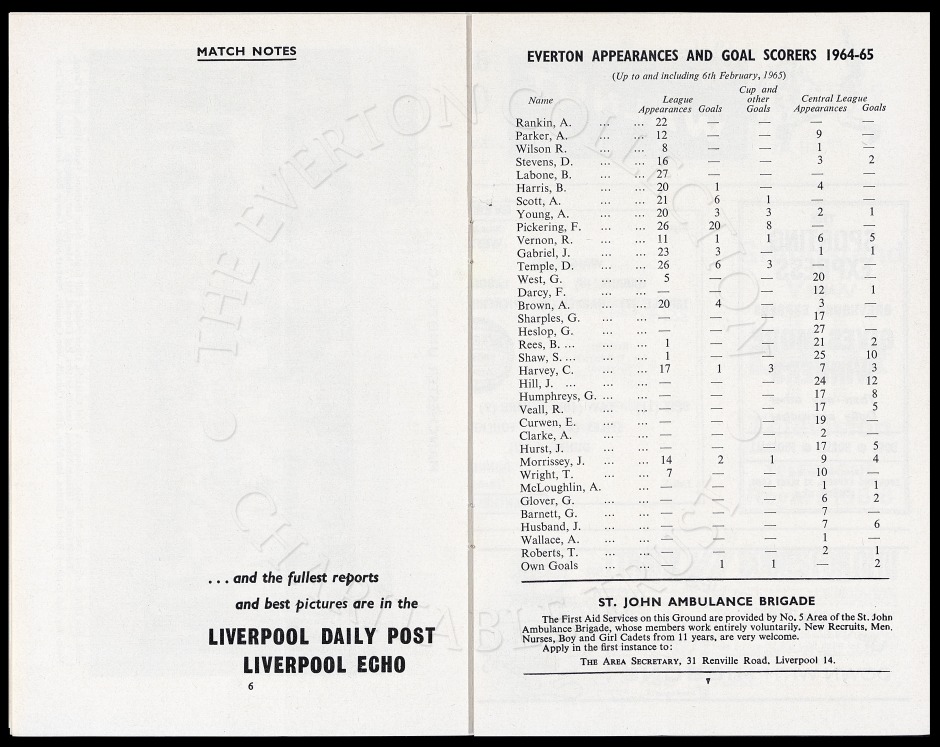 MATCH NOTES
... and the fullest reports
and best pictures are in the
LIVERPOOL DAILY POST
LIVERPOOL ECHO
6
EVERTON APPEARANCES AND GOAL SCORERS 1964-65
(Up to and including 6th February, 1965)
Name League Appearances Goals Cup and other Goals Central League Appearances Goals
Rankin, A. ... ... 22 — — — —
Parker, A. ... ... 12 — — 9 —
Wilson R. ... ... 8 — — 1 —
Stevens, D. ... ... 16 — — 3 2
Labone, B. ... ... 27 — — — —
Harris, B. ... ... 20 1 — 4 —
Scott, A. ... ... 21 6 1 — —
Young, A. ... ... 20 3 3 2 1
Pickering, F. ... ... 26 20 8 — —
Vernon, R. ... ... 11 1 1 6 5
Gabriel, J. ... ... 23 3 — 1 1
Temple, D. ... ... 26 6 3 — —
West, G. ... ... 5 — — 20 —
Darcy, F. ... ... — — — 12 1
Brown, A. ... ... 20 4 — 3 —
Sharples, G. ... ... — — — 17 —
Heslop, G. ... ... — — — 27 —
Rees, B. ... ... ... 1 — — 21 2
Shaw, S. ... ... ... 1 — — 25 10
Harvey, C. ... ... 17 1 3 7 3
Hill, J. ... ... ... — — — 24 12
Humphreys, G. ... ... — — — 17 8
Veall, R. ... ... — — — 17 5
Curwen, E. ... ... — — — 19 —
Clarke, A. ... ... — — — 2 —
Hurst, J. ... ... — — — 17 5
Morrissey, J. ... ... 14 2 1 9 4
Wright, T. ... ... 7 — — 10 —
McLoughlin, A. ... — — — 1 1
Glover, G. ... ... — — — 6 2
Barnett, G. ... ... — — — 7 —
Husband, J. ... ... — — — 7 6
Wallace, A. ... ... — — — 1 —
Roberts, T. ... ... — — — 2 1
Own Goals ... ... — 1 1 — 2
ST. JOHN AMBULANCE BRIGADE
The First Aid Services on this Ground are provided by No. 5 Area of the St. John
Ambulance Brigade, whose members work entirely voluntarily. New Recruits, Men,
Nurses, Boy and Girl Cadets from 11 years, are very welcome.
Apply in the first instance to:
THE AREA SECRETARY, 31 Renville Road, Liverpool 14.
7
THE EVERTON COLLECTION
CHARITABLE TRUST